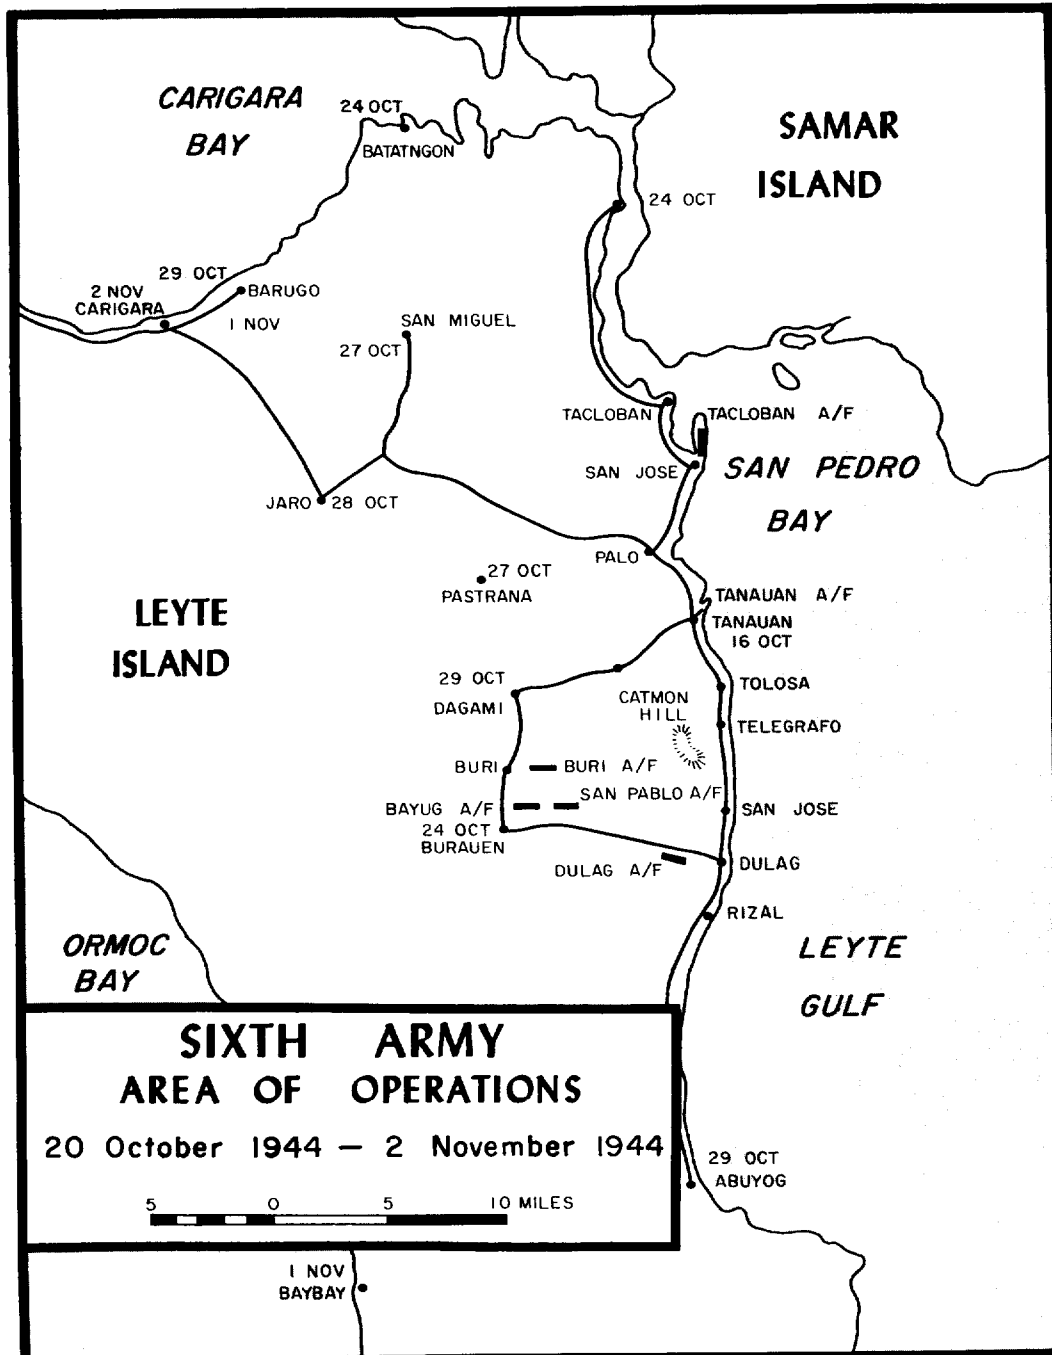 CARIGARA
BAY
24 OCT
BATATNGON
SAMAR
ISLAND
24 OCT
29 OCT
BARUGO
2 NOV
CARIGARA
1 NOV
SAN MIGUEL
27 OCT
TACLOBAN
TACLOBAN A/F
SAN JOSE
SAN PEDRO
BAY
JARO
28 OCT
PALO
27 OCT
PASTRANA
TANAUAN A/F
TANAUAN
16 OCT
LEYTE
ISLAND
29 OCT
DAGAMI
CATMON
HILL
TOLOSA
TELEGRAFO
BURI
BURI A/F
SAN PABLO A/F
BAYUG A/F
24 OCT
BURAUEN
SAN JOSE
DULAG A/F
DULAG
RIZAL
ORMOC
BAY
LEYTE
GULF
SIXTH ARMY
AREA OF OPERATIONS
20 October 1944 — 2 November 1944
5 0 5 10 MILES
29 OCT
ABUYOG
1 NOV
BAYBAY